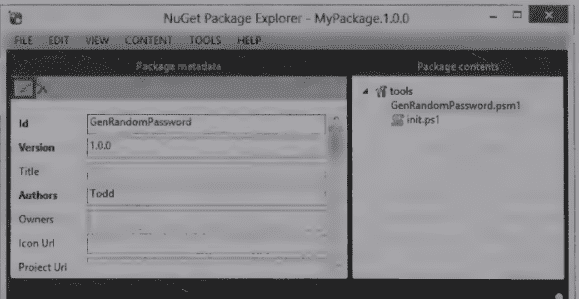 NuGet Package Explorer - MyPackage.1.0.0
FILE EDIT VIEW CONTENT TOOLS HELP
Package metadata
Package contents
Id GenRandomPassword
Version 1.0.0
Title
Authors Todd
Owners
Icon Url
Project Url
tools
GenRandomPassword.psm1
init.ps1